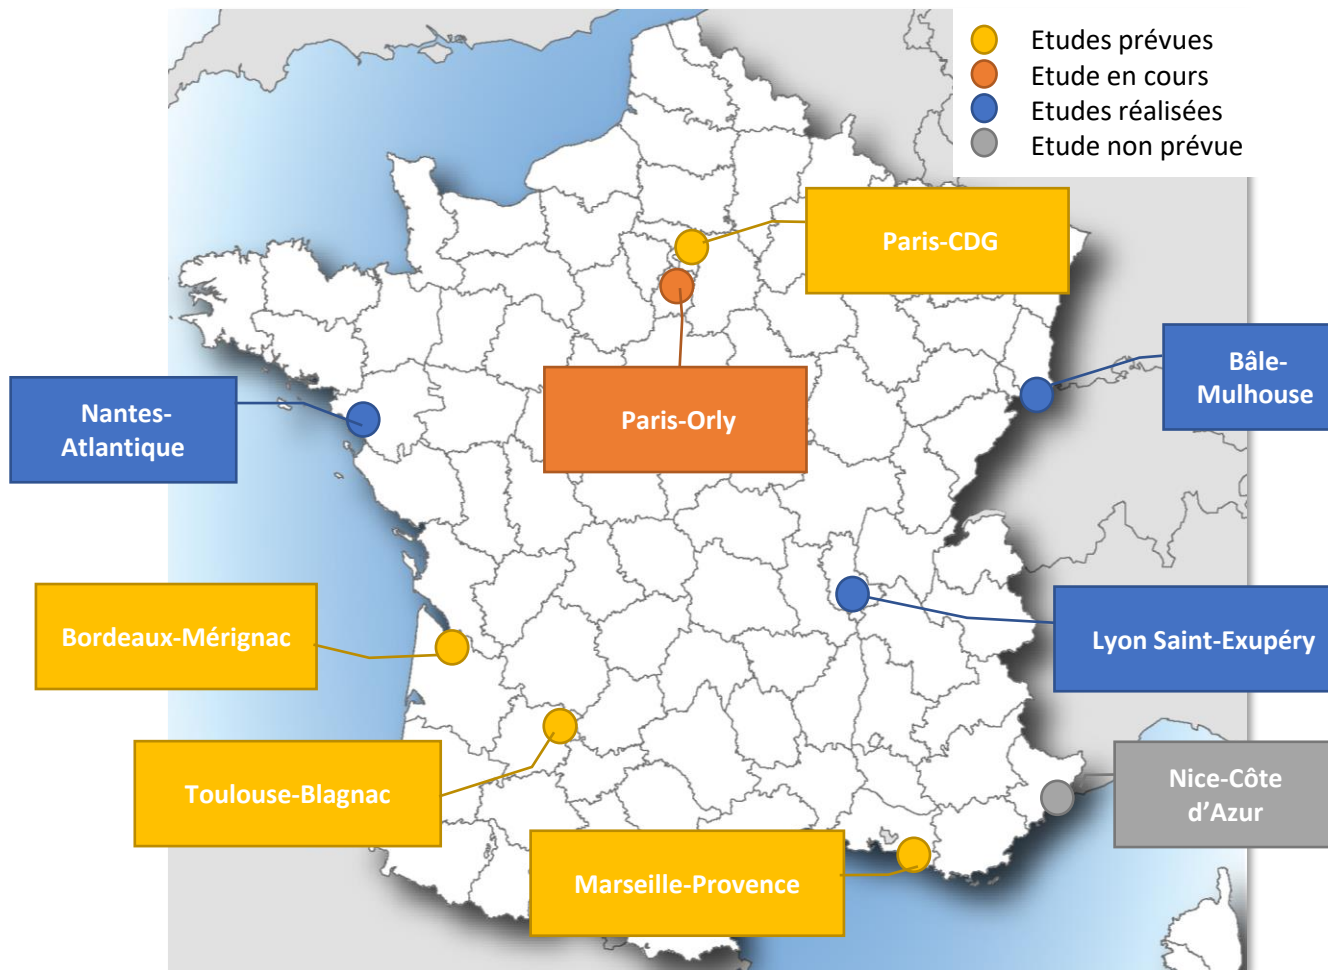 Etudes prévues
Etude en cours
Etudes réalisées
Etude non prévue
Paris-CDG
Bâle-
Mulhouse
Nantes-
Atlantique
Paris-Orly
Bordeaux-Mérignac
Lyon Saint-Exupéry
Toulouse-Blagnac
Nice-Côte
d’Azur
Marseille-Provence